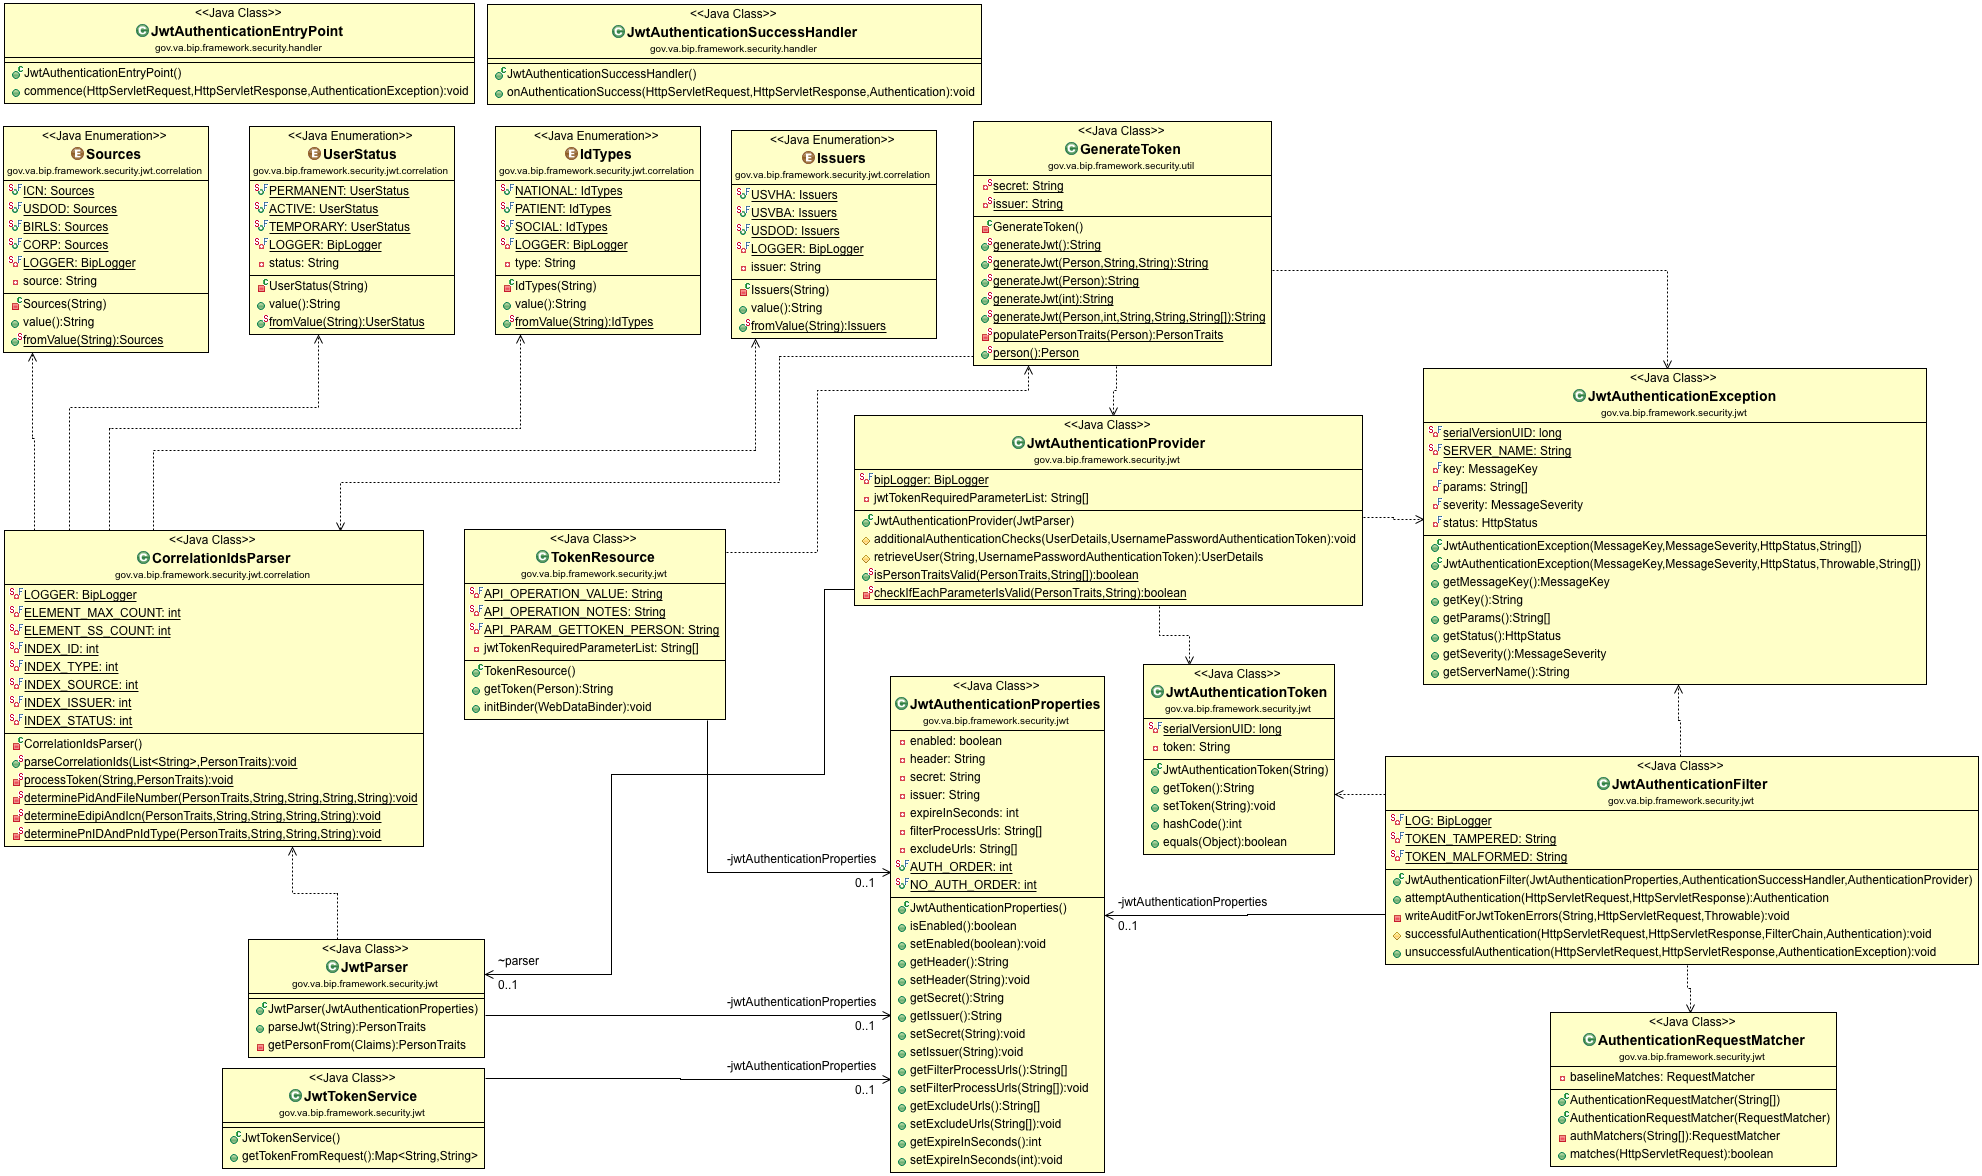 <<Java Class>>
JwtAuthenticationEntryPoint
gov.va.bip.framework.security.handler
JwtAuthenticationEntryPoint()
commence(HttpServletRequest,HttpServletResponse,AuthenticationException):void
<<Java Class>>
JwtAuthenticationSuccessHandler
gov.va.bip.framework.security.handler
JwtAuthenticationSuccessHandler()
onAuthenticationSuccess(HttpServletRequest,HttpServletResponse,Authentication):void
<<Java Enumeration>>
Sources
gov.va.bip.framework.security.jwt.correlation
ICN: Sources
USDOD: Sources
BIRLS: Sources
CORP: Sources
LOGGER: BipLogger
source: String
Sources(String)
value():String
fromValue(String):Sources
<<Java Enumeration>>
UserStatus
gov.va.bip.framework.security.jwt.correlation
PERMANENT: UserStatus
ACTIVE: UserStatus
TEMPORARY: UserStatus
LOGGER: BipLogger
status: String
UserStatus(String)
value():String
fromValue(String):UserStatus
<<Java Enumeration>>
IdTypes
gov.va.bip.framework.security.jwt.correlation
NATIONAL: IdTypes
PATIENT: IdTypes
SOCIAL: IdTypes
LOGGER: BipLogger
type: String
IdTypes(String)
value():String
fromValue(String):IdTypes
<<Java Enumeration>>
Issuers
gov.va.bip.framework.security.jwt.correlation
USVHA: Issuers
USVBA: Issuers
USDOD: Issuers
LOGGER: BipLogger
issuer: String
Issuers(String)
value():String
fromValue(String):Issuers
<<Java Class>>
GenerateToken
gov.va.bip.framework.security.util
secret: String
issuer: String
GenerateToken()
generateJwt():String
generateJwt(Person,String,String):String
generateJwt(Person):String
generateJwt(int):String
generateJwt(Person,int,String,String,String[]):String
populatePersonTraits(Person):PersonTraits
person():Person
<<Java Class>>
JwtAuthenticationException
gov.va.bip.framework.security.jwt
serialVersionUID: long
SERVER_NAME: String
key: MessageKey
params: String[]
severity: MessageSeverity
status: HttpStatus
JwtAuthenticationException(MessageKey,MessageSeverity,HttpStatus,String[])
JwtAuthenticationException(MessageKey,MessageSeverity,HttpStatus,Throwable,String[])
getMessageKey():MessageKey
getKey():String
getParams():String[]
getStatus():HttpStatus
getSeverity():MessageSeverity
getServerName():String
<<Java Class>>
JwtAuthenticationProvider
gov.va.bip.framework.security.jwt
bipLogger: BipLogger
jwtTokenRequiredParameterList: String[]
JwtAuthenticationProvider(JwtParser)
additionalAuthenticationChecks(UserDetails,UsernamePasswordAuthenticationToken):void
retrieveUser(String,UsernamePasswordAuthenticationToken):UserDetails
isPersonTraitsValid(PersonTraits,String[]):boolean
checkIfEachParameterIsValid(PersonTraits,String):boolean
<<Java Class>>
CorrelationIdsParser
gov.va.bip.framework.security.jwt.correlation
LOGGER: BipLogger
ELEMENT_MAX_COUNT: int
ELEMENT_SS_COUNT: int
INDEX_ID: int
INDEX_TYPE: int
INDEX_SOURCE: int
INDEX_ISSUER: int
INDEX_STATUS: int
CorrelationIdsParser()
parseCorrelationIds(List<String>,PersonTraits):void
processToken(String,PersonTraits):void
determinePidAndFileNumber(PersonTraits,String,String,String,String):void
determineEdipiAndIcn(PersonTraits,String,String,String):void
determinePnIDAndPnIdType(PersonTraits,String,String,String):void
<<Java Class>>
TokenResource
gov.va.bip.framework.security.jwt
API_OPERATION_VALUE: String
API_OPERATION_NOTES: String
API_PARAM_GETTOKEN_PERSON: String
jwtTokenRequiredParameterList: String[]
TokenResource()
getToken(Person):String
initBinder(WebDataBinder):void
<<Java Class>>
JwtAuthenticationProperties
gov.va.bip.framework.security.jwt
enabled: boolean
header: String
secret: String
issuer: String
expireInSeconds: int
filterProcessUrls: String[]
excludeUrls: String[]
AUTH_ORDER: int
NO_AUTH_ORDER: int
JwtAuthenticationProperties()
isEnabled():boolean
setEnabled(boolean):void
getHeader():String
setHeader(String):void
getSecret():String
getIssuer():String
setSecret(String):void
setIssuer(String):void
getFilterProcessUrls():String[]
setFilterProcessUrls(String[]):void
getExcludeUrls():String[]
setExcludeUrls(String[]):void
getExpireInSeconds():int
setExpireInSeconds(int):void
<<Java Class>>
JwtAuthenticationToken
gov.va.bip.framework.security.jwt
serialVersionUID: long
token: String
JwtAuthenticationToken(String)
getToken():String
setToken(String):void
hashCode():int
equals(Object):boolean
<<Java Class>>
JwtAuthenticationFilter
gov.va.bip.framework.security.jwt
LOG: BipLogger
TOKEN_TAMPERED: String
TOKEN_MALFORMED: String
JwtAuthenticationFilter(JwtAuthenticationProperties,AuthenticationSuccessHandler,AuthenticationProvider)
attemptAuthentication(HttpServletRequest,HttpServletResponse):Authentication
writeAuditForJwtTokenErrors(String,HttpServletRequest,Throwable):void
successfulAuthentication(HttpServletRequest,HttpServletResponse,FilterChain,Authentication):void
unsuccessfulAuthentication(HttpServletRequest,HttpServletResponse,AuthenticationException):void
-jwtAuthenticationProperties
0..1
-jwtAuthenticationProperties
0..1
<<Java Class>>
JwtParser
gov.va.bip.framework.security.jwt
JwtParser(JwtAuthenticationProperties)
parseJwt(String):PersonTraits
getPersonFrom(Claims):PersonTraits
~parser
0..1
-jwtAuthenticationProperties
0..1
<<Java Class>>
JwtTokenService
gov.va.bip.framework.security.jwt
JwtTokenService()
getTokenFromRequest():Map<String,String>
-jwtAuthenticationProperties
0..1
<<Java Class>>
AuthenticationRequestMatcher
gov.va.bip.framework.security.jwt
baselineMatches: RequestMatcher
AuthenticationRequestMatcher(String[])
AuthenticationRequestMatcher(RequestMatcher)
authMatchers(String[]):RequestMatcher
matches(HttpServletRequest):boolean